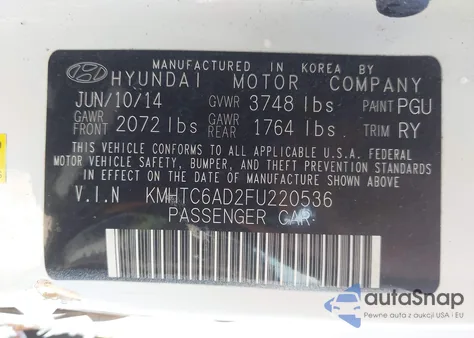 MANUFACTURED IN KOREA BY
HYUNDAI MOTOR COMPANY
JUN/10/14 GVWR 3748 lbs PAINT PGU
GAWR FRONT 2072 lbs GAWR REAR 1764 lbs TRIM RY
THIS VEHICLE CONFORMS TO ALL APPLICABLE U.S.A. FEDERAL
MOTOR VEHICLE SAFETY, BUMPER, AND THEFT PREVENTION
STANDARDS IN EFFECT ON THE DATE OF MANUFACTURE SHOWN ABOVE.
V.I.N KMHTC6AD2FU220536
PASSENGER CAR
autoSnap
Pewne auta z aukcji USA i EU